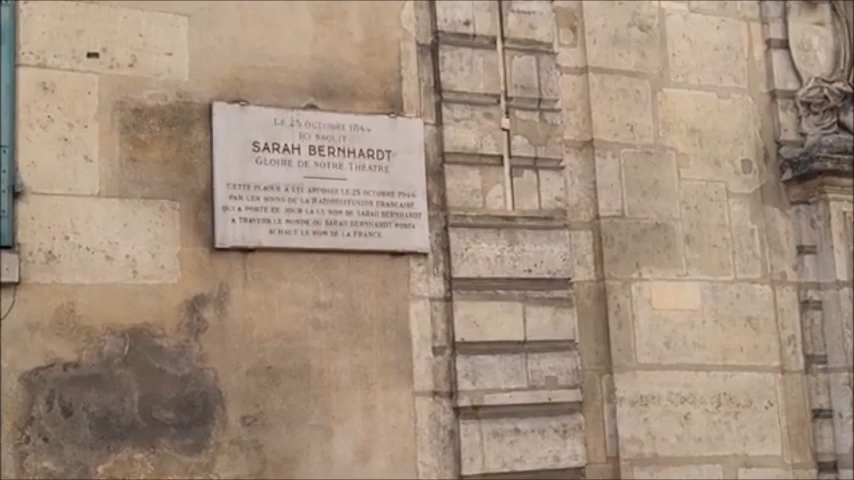 LE 25 OCTOBRE 1844
ICI NAQUIT
SARAH BERNHARDT
GLOIRE DE NOTRE THEATRE
CETTE PLAQUE A ÉTÉ APPOSÉE LE 25 OCTOBRE 1944
PAR LES SOINS DE LA RADIODIFFUSION FRANÇAISE
QUI A PORTÉ CE JOUR LÀ LE NOM DE SARAH BERNHARDT
A TRAVERS LE MONDE OU SARAH BERNHARDT PORTA
SI HAUT LE NOM DE LA FRANCE